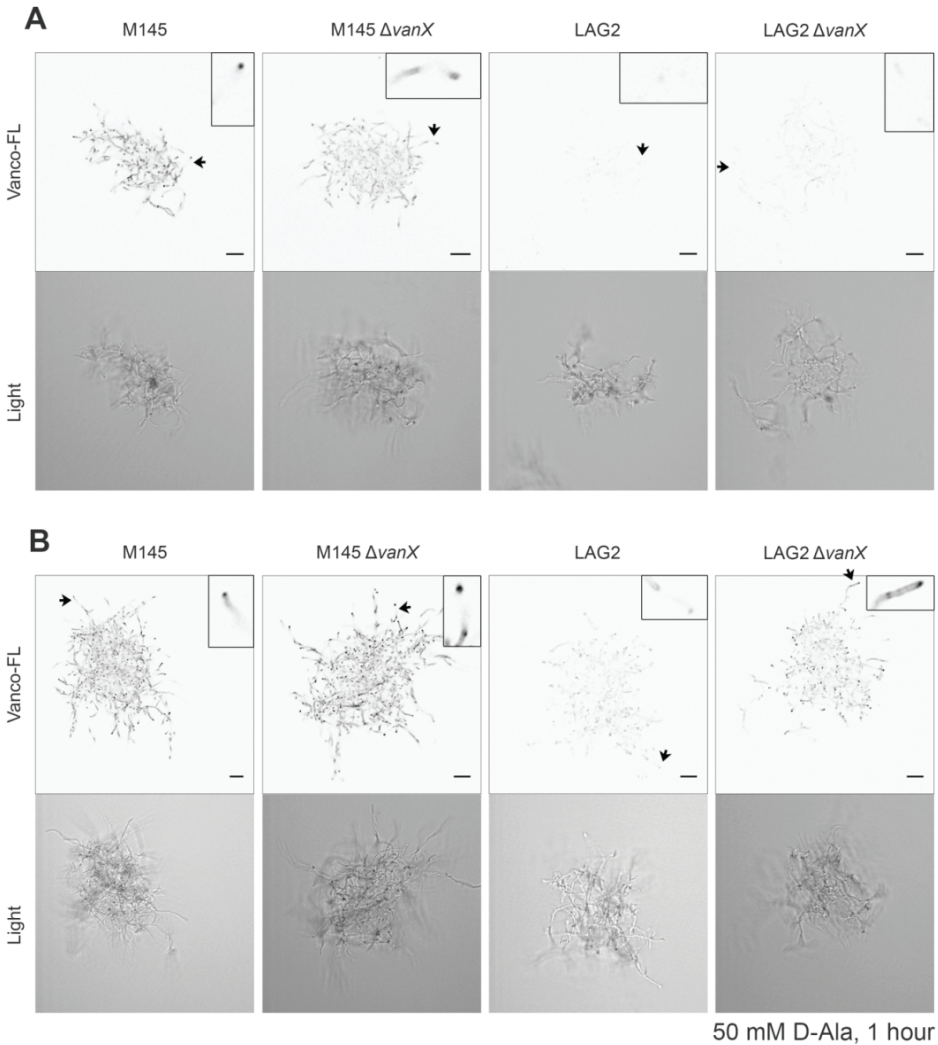 A
M145
M145 ΔvanX
LAG2
LAG2 ΔvanX
Vanco-FL
Light
B
M145
M145 ΔvanX
LAG2
LAG2 ΔvanX
Vanco-FL
Light
50 mM D-Ala, 1 hour